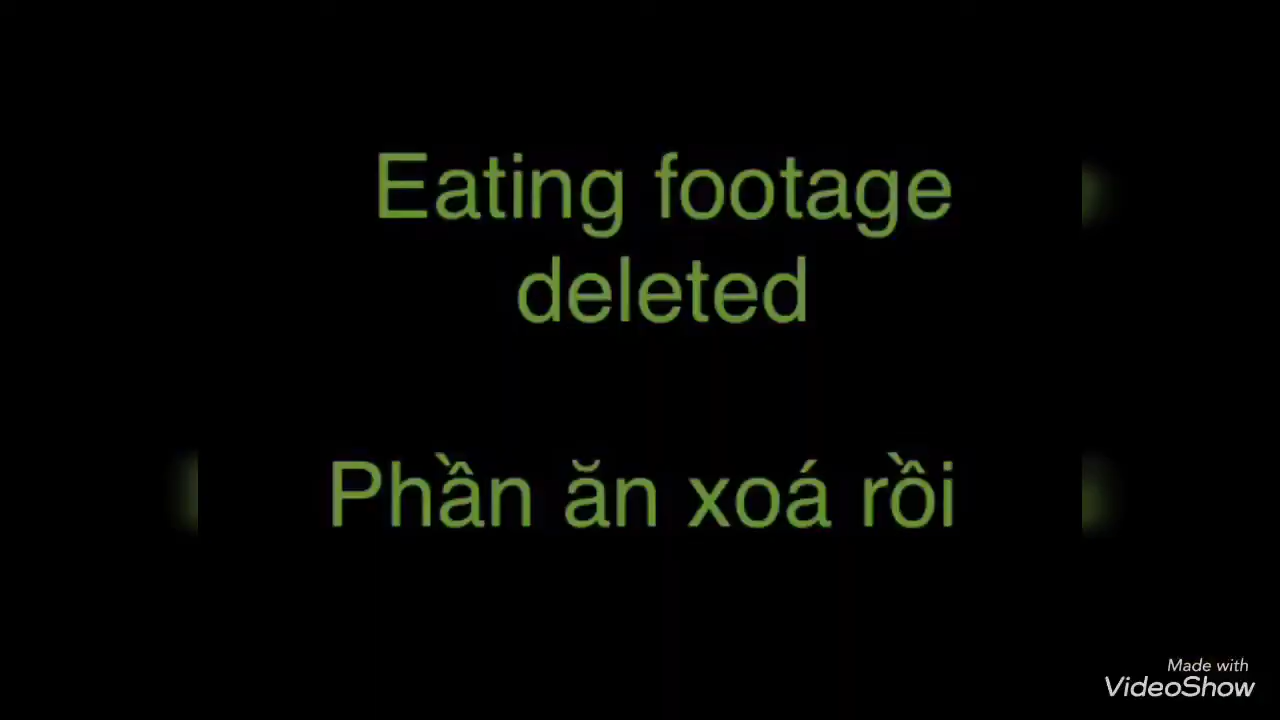 Eating footage
deleted
Phần ăn xoá rồi
Made with
VideoShow